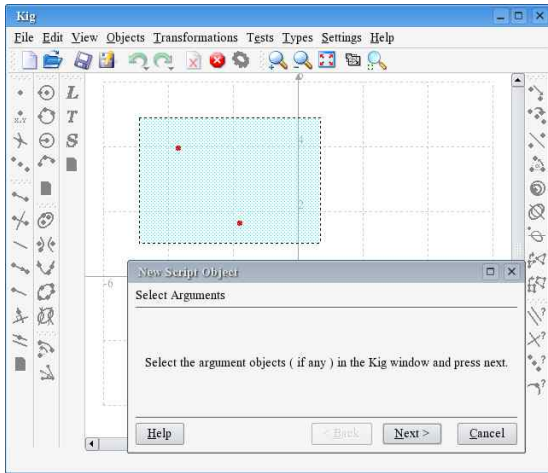 Kig
File Edit View Objects Transformations Tests Types Settings Help
L
X,Y
T
S
4
2
-6
New Script Object
Select Arguments
Select the argument objects ( if any ) in the Kig window and press next.
Help
< Back
Next >
Cancel